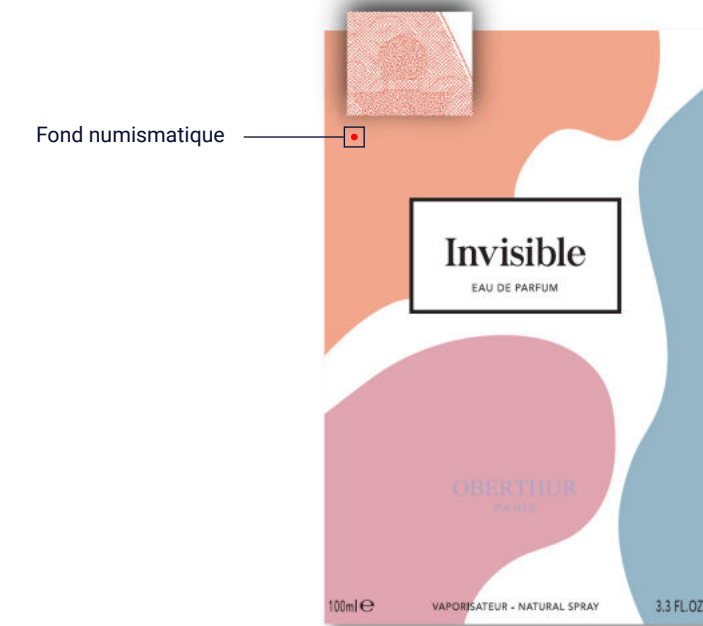 Fond numismatique
Invisible
EAU DE PARFUM
OBERTHUR
PARIS
100ml℮
VAPORISATEUR - NATURAL SPRAY
3.3 FL.OZ